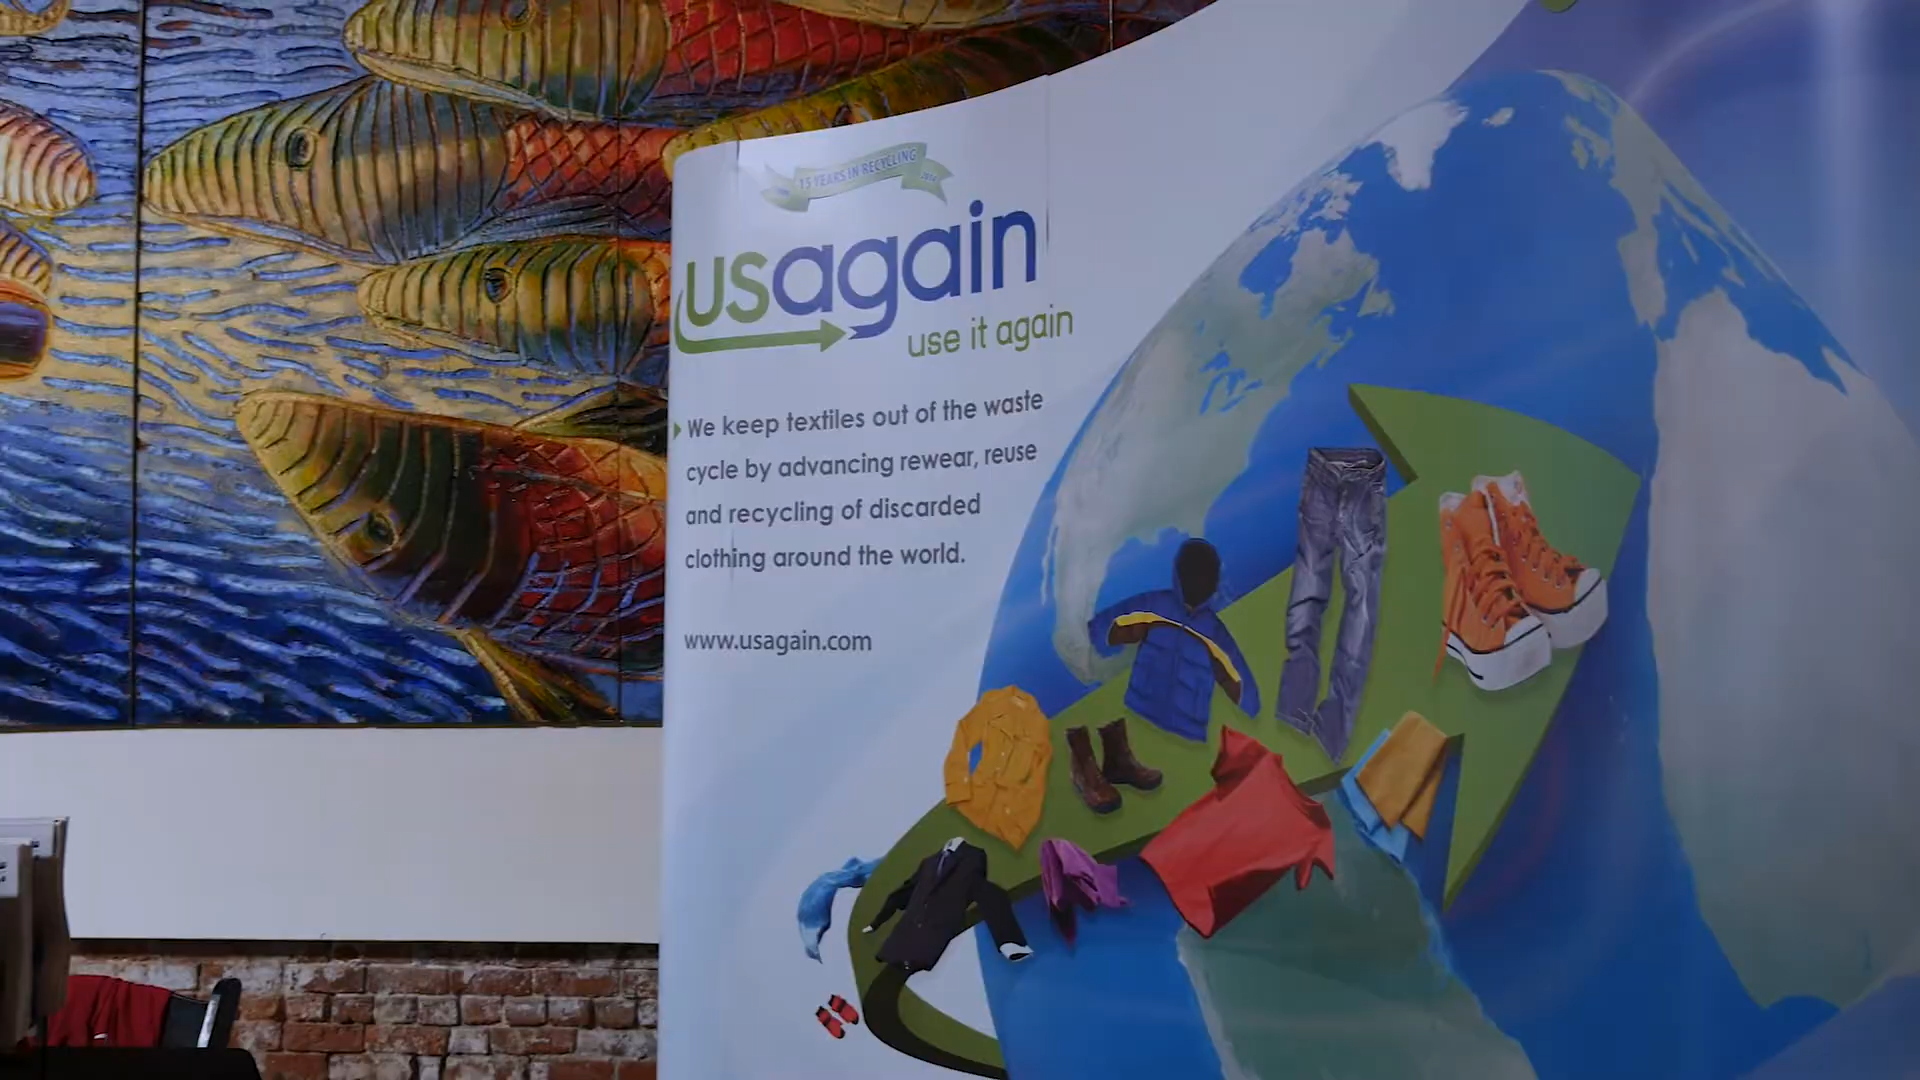 15 YEARS IN RECYCLING
2014
usagain
use it again
We keep textiles out of the waste
cycle by advancing rewear, reuse
and recycling of discarded
clothing around the world.
www.usagain.com